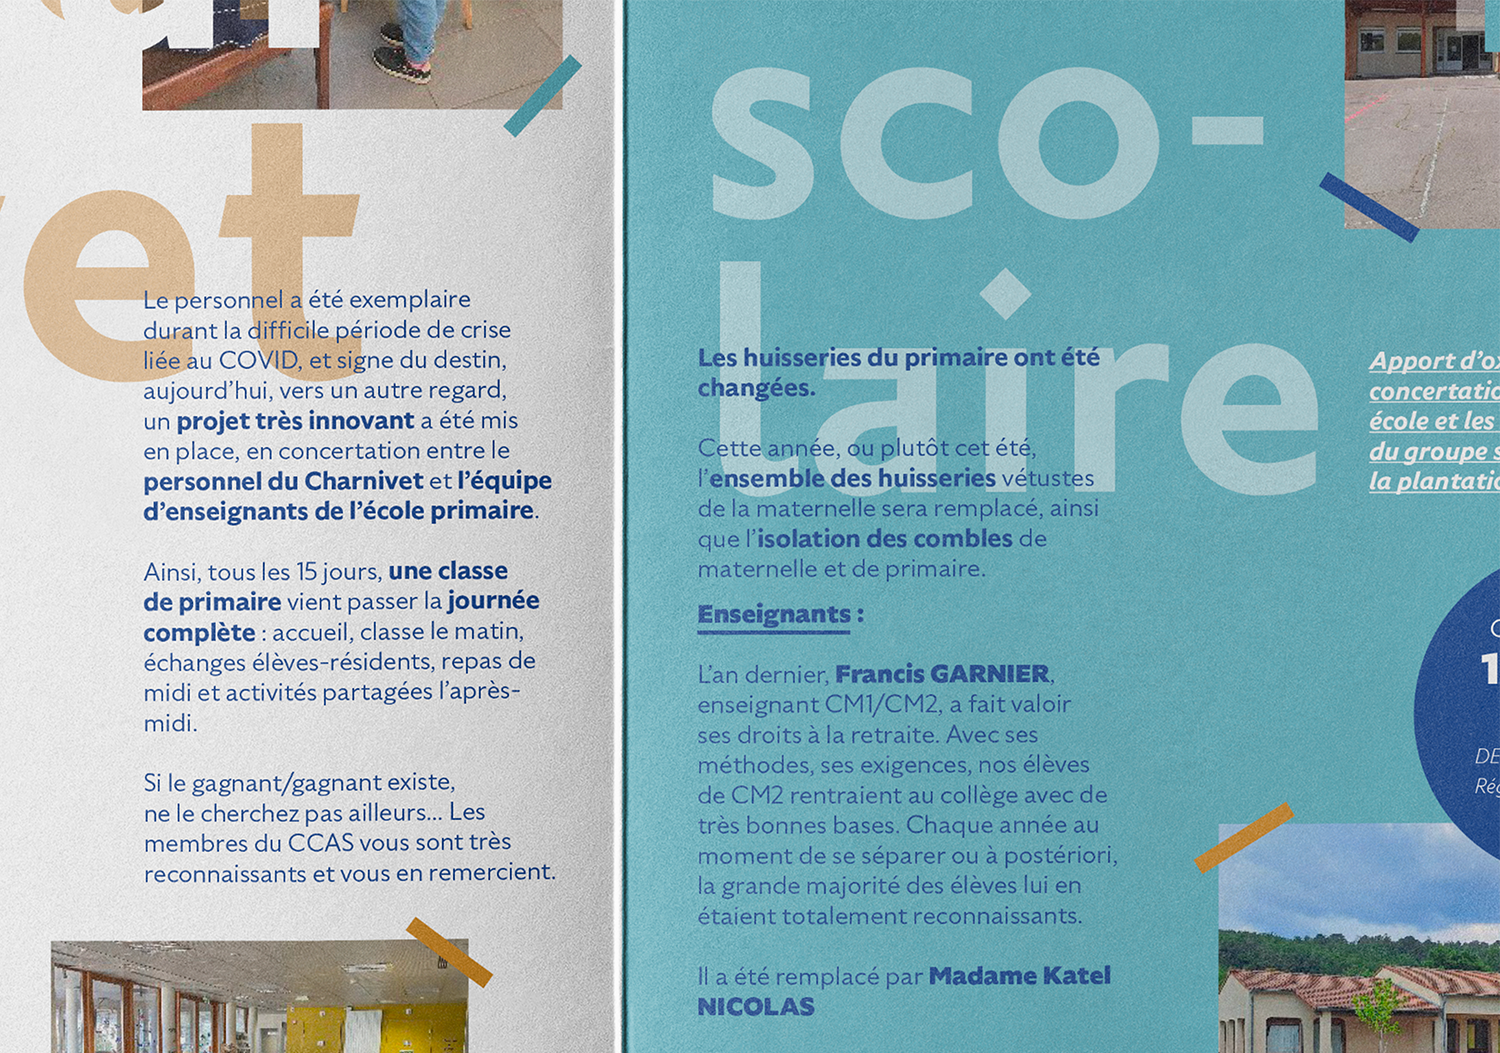 et
Le personnel a été exemplaire
durant la difficile période de crise
liée au COVID, et signe du destin,
aujourd'hui, vers un autre regard,
un projet très innovant a été mis
en place, en concertation entre le
personnel du Charnivet et l'équipe
d'enseignants de l'école primaire.
Ainsi, tous les 15 jours, une classe
de primaire vient passer la journée
complète : accueil, classe le matin,
échanges élèves-résidents, repas de
midi et activités partagées l'après-
midi.
Si le gagnant/gagnant existe,
ne le cherchez pas ailleurs... Les
membres du CCAS vous sont très
reconnaissants et vous en remercient.
sco-
laire
Les huisseries du primaire ont été
changées.
Cette année, ou plutôt cet été,
l'ensemble des huisseries vétustes
de la maternelle sera remplacé, ainsi
que l'isolation des combles de
maternelle et de primaire.
Enseignants :
L'an dernier, Francis GARNIER,
enseignant CM1/CM2, a fait valoir
ses droits à la retraite. Avec ses
méthodes, ses exigences, nos élèves
de CM2 rentraient au collège avec de
très bonnes bases. Chaque année au
moment de se séparer ou à postériori,
la grande majorité des élèves lui en
étaient totalement reconnaissants.
Il a été remplacé par Madame Katel
NICOLAS
Apport d'ox
concertatio
école et les
du groupe s
la plantatio
1
DE
Rég